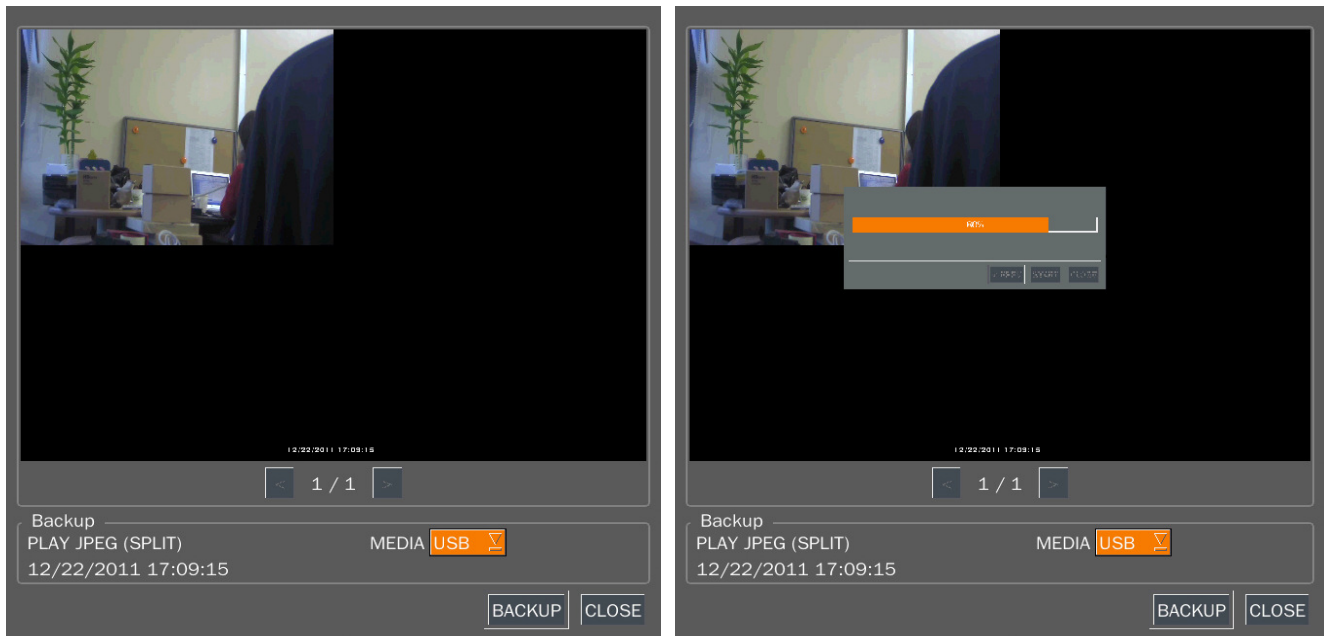 12/22/2011 17:09:15
< 1 / 1 >
Backup
PLAY JPEG (SPLIT) MEDIA USB
12/22/2011 17:09:15
BACKUP CLOSE
START CLOSE
12/22/2011 17:09:15
< 1 / 1 >
Backup
PLAY JPEG (SPLIT) MEDIA USB
12/22/2011 17:09:15
BACKUP CLOSE